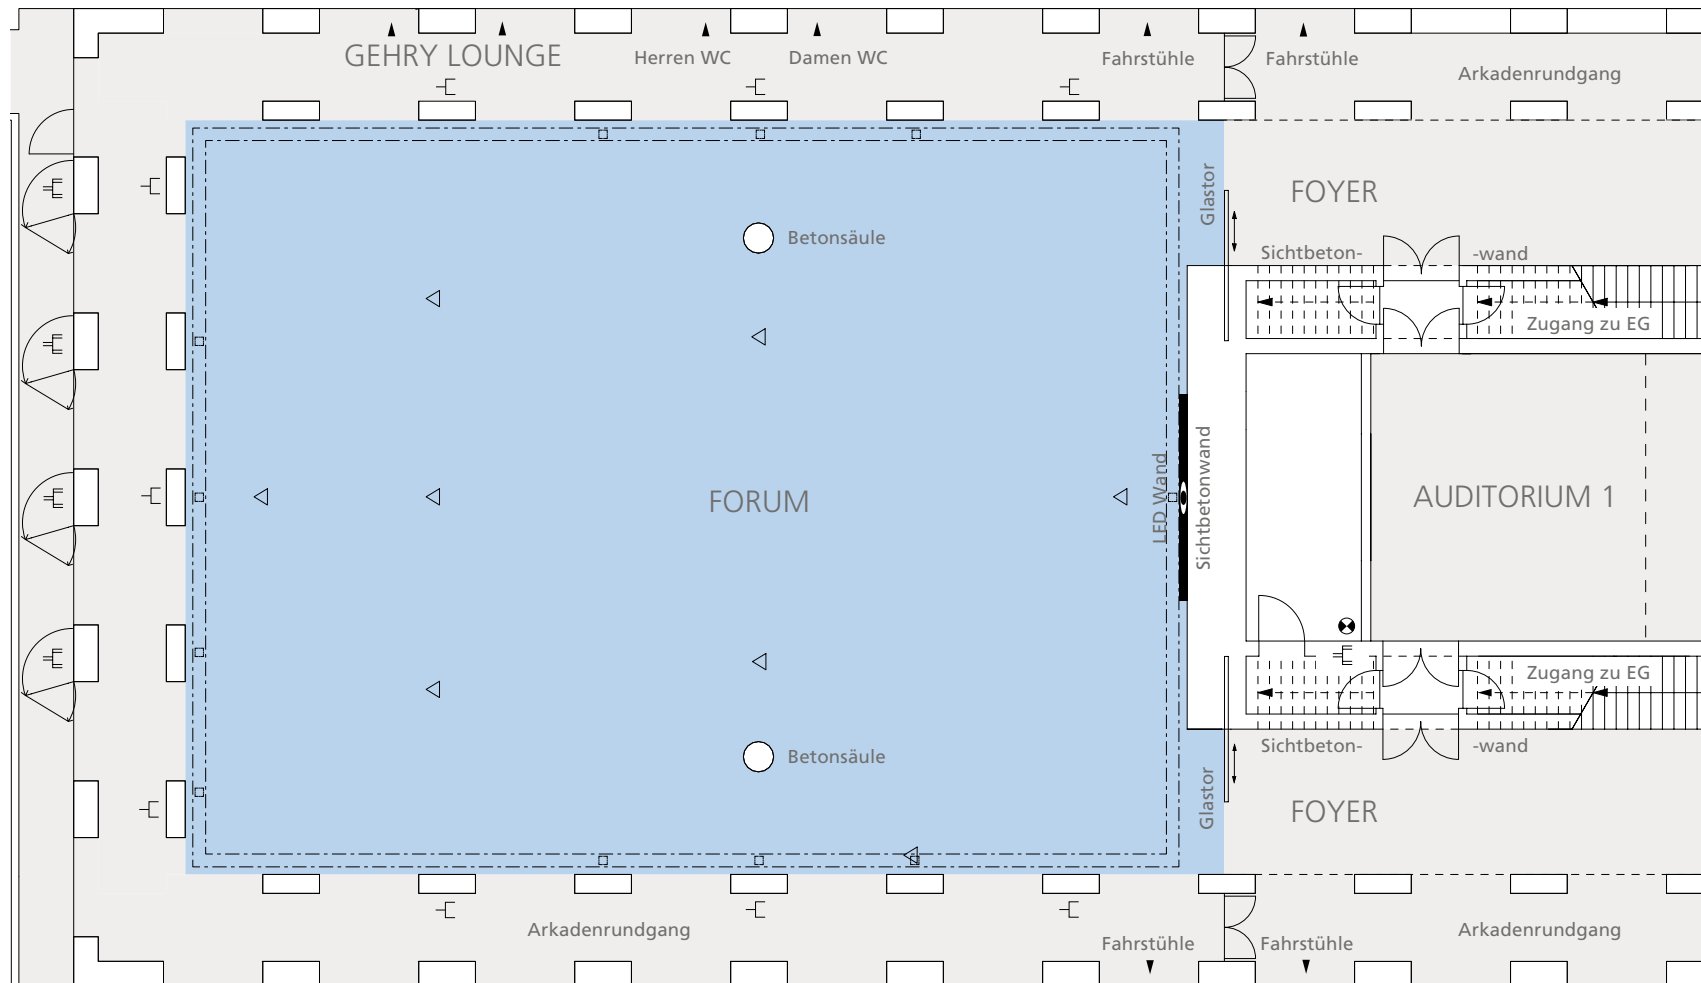 GEHRY LOUNGE
Herren WC
Damen WC
Fahrstühle
Fahrstühle
Arkadenrundgang
Glastor
FOYER
Betonsäule
Sichtbeton-
-wand
Zugang zu EG
FORUM
LED Wand
Sichtbetonwand
AUDITORIUM 1
Zugang zu EG
Betonsäule
Sichtbeton-
-wand
Glastor
FOYER
Arkadenrundgang
Fahrstühle
Fahrstühle
Arkadenrundgang